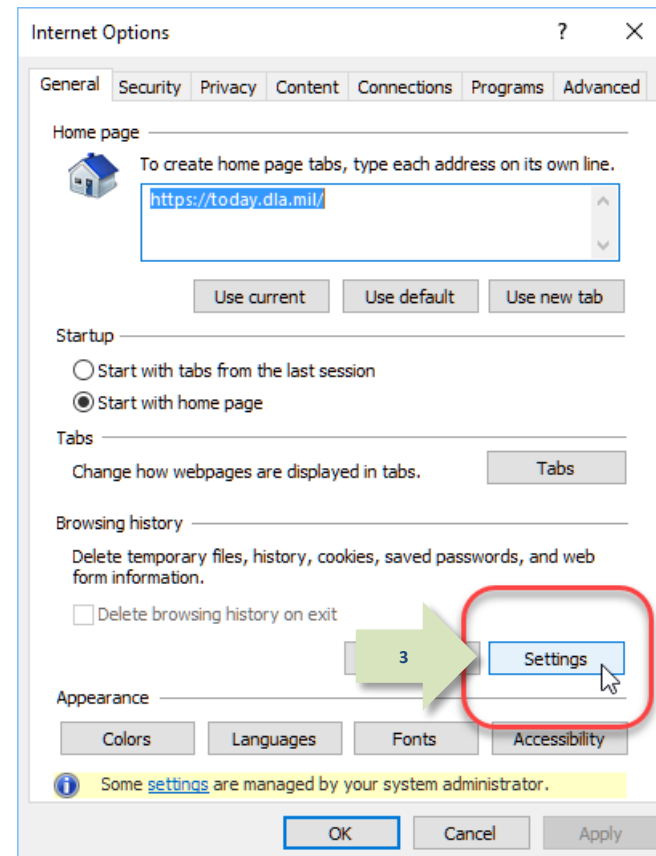 Internet Options ?
General Security Privacy Content Connections Programs Advanced
Home page
To create home page tabs, type each address on its own line.
https://today.dla.mil/
Use current Use default Use new tab
Startup
Start with tabs from the last session
Start with home page
Tabs
Change how webpages are displayed in tabs. Tabs
Browsing history
Delete temporary files, history, cookies, saved passwords, and web
form information.
Delete browsing history on exit
3 Settings
Appearance
Colors Languages Fonts Accessibility
Some settings are managed by your system administrator.
OK Cancel Apply